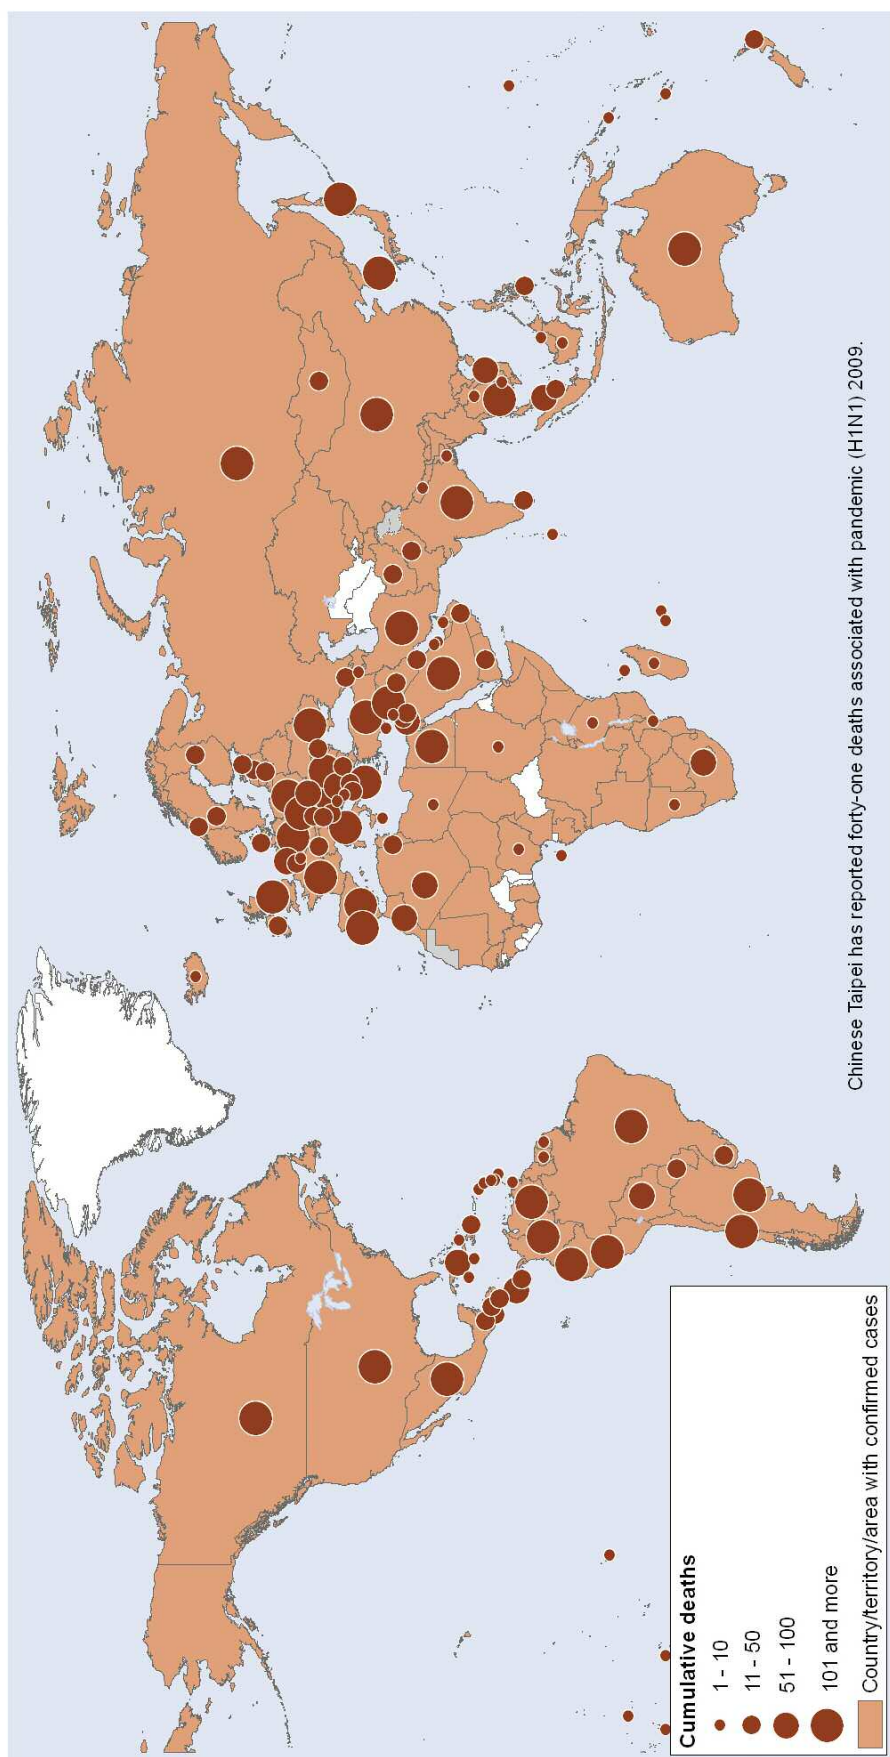 Chinese Taipei has reported forty-one deaths associated with pandemic (H1N1) 2009.
Cumulative deaths
1 - 10
11 - 50
51 - 100
101 and more
Country/territory/area with confirmed cases